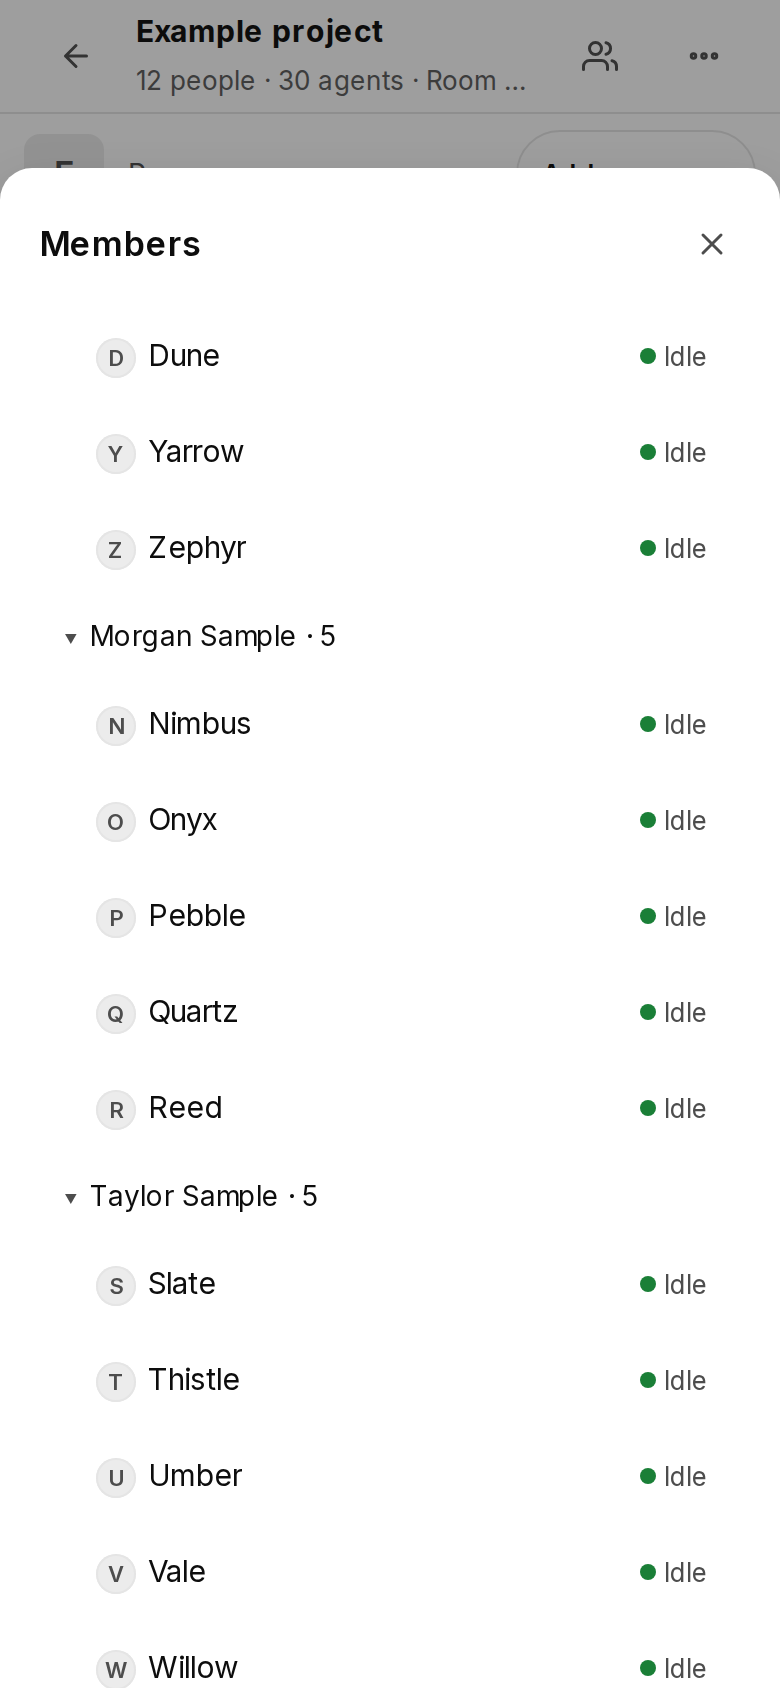 Example project
12 people · 30 agents · Room ...
Members
D Dune Idle
Y Yarrow Idle
Z Zephyr Idle
▾ Morgan Sample · 5
N Nimbus Idle
O Onyx Idle
P Pebble Idle
Q Quartz Idle
R Reed Idle
▾ Taylor Sample · 5
S Slate Idle
T Thistle Idle
U Umber Idle
V Vale Idle
W Willow Idle